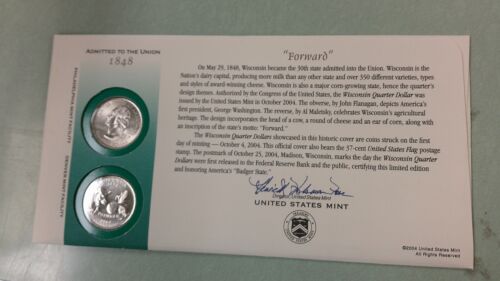 ADMITTED TO THE UNION
1848
PHILADELPHIA MINT FACILITY
DENVER MINT FACILITY
"Forward"
On May 29, 1848, Wisconsin became the 30th state admitted into the Union. Wisconsin is the
Nation's dairy capital, producing more milk than any other state and over 350 different varieties, types
and styles of award-winning cheese. Wisconsin is also a major corn-growing state, hence the quarter's
design themes. Authorized by the Congress of the United States, the Wisconsin Quarter Dollar was
issued by the United States Mint in October 2004. The obverse, by John Flanagan, depicts America's
first president, George Washington. The reverse, by Al Maletsky, celebrates Wisconsin's agricultural
heritage. The design incorporates the head of a cow, a round of cheese and an ear of corn, along with
an inscription of the state's motto: "Forward."
The Wisconsin Quarter Dollars showcased in this historic cover are coins struck on the first
day of minting — October 4, 2004. This official cover also bears the 37-cent United States Flag postage
stamp. The postmark of October 25, 2004, Madison, Wisconsin, marks the day the Wisconsin Quarter
Dollars were first released to the Federal Reserve Bank and the public, certifying this limited edition
and honoring America's "Badger State."
Director, United States Mint
UNITED STATES MINT
©2004 United States Mint
All Rights Reserved.